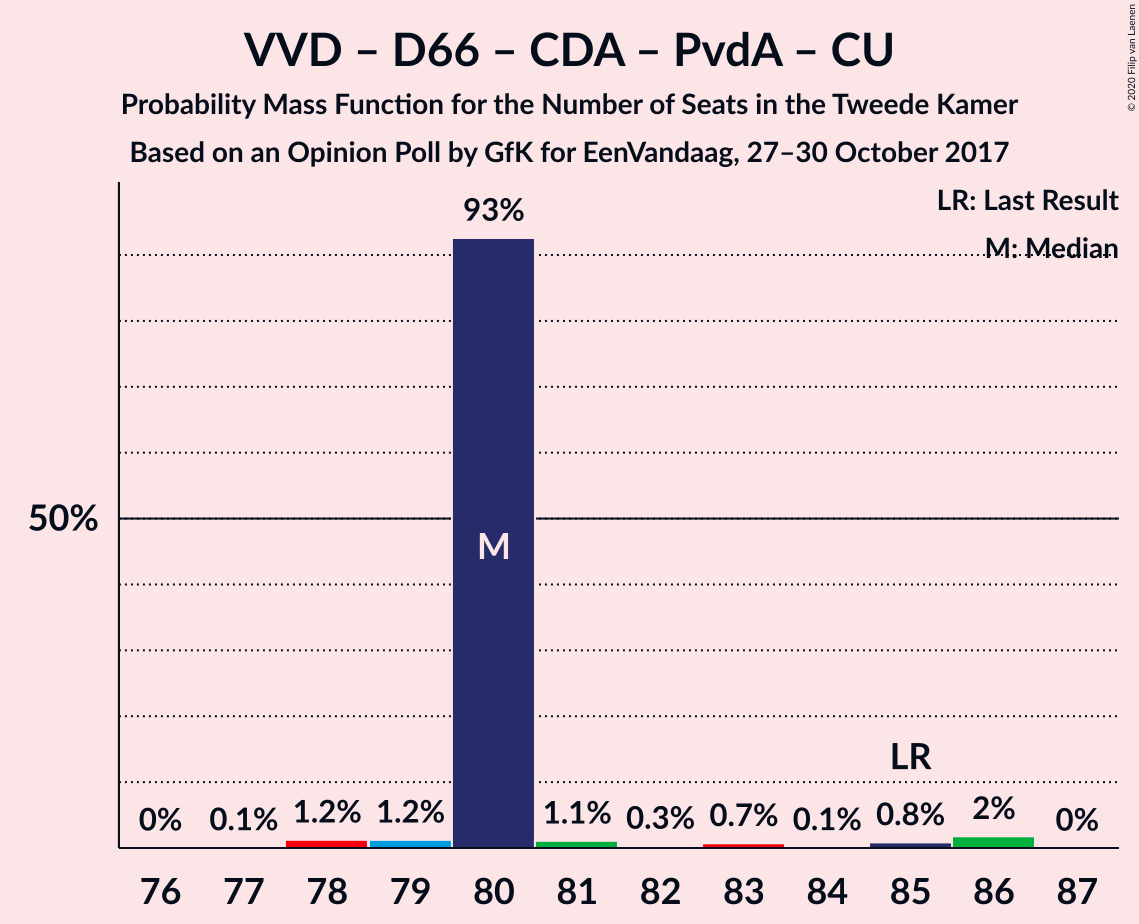 VVD – D66 – CDA – PvdA – CU
Probability Mass Function for the Number of Seats in the Tweede Kamer
Based on an Opinion Poll by GfK for EenVandaag, 27–30 October 2017
© 2020 Filip van Laenen
LR: Last Result
M: Median
93%
50%
M
LR
0% 0.1% 1.2% 1.2% 1.1% 0.3% 0.7% 0.1% 0.8% 2% 0%
76 77 78 79 80 81 82 83 84 85 86 87